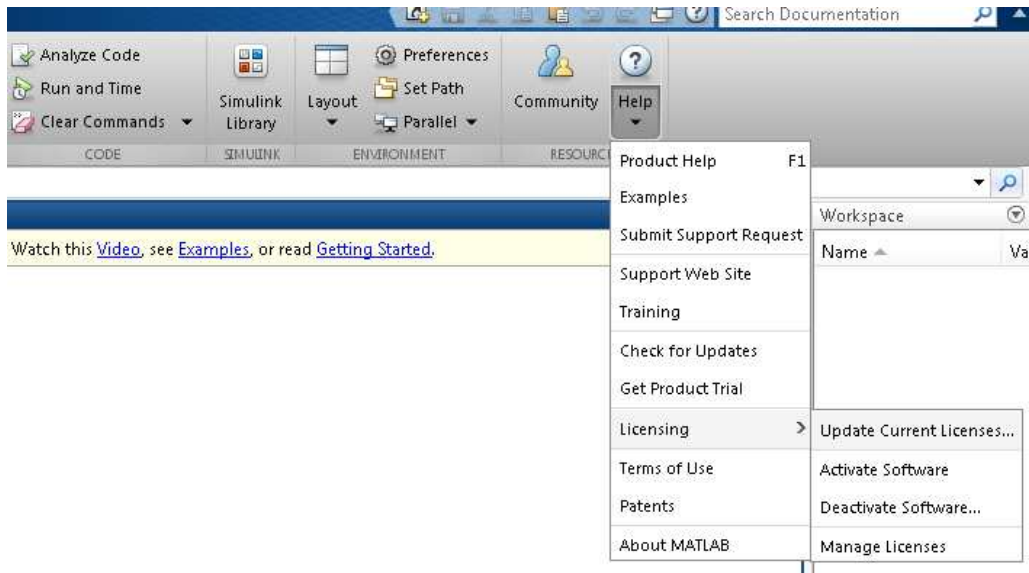 Search Documentation
Analyze Code
Run and Time
Clear Commands
Simulink
Library
Layout
Preferences
Set Path
Parallel
Community
Help
CODE
SIMULINK
ENVIRONMENT
RESOURC
Product Help F1
Examples
Submit Support Request
Support Web Site
Training
Check for Updates
Get Product Trial
Licensing
Terms of Use
Patents
About MATLAB
Update Current Licenses...
Activate Software
Deactivate Software...
Manage Licenses
Workspace
Name Va
Watch this Video, see Examples, or read Getting Started.